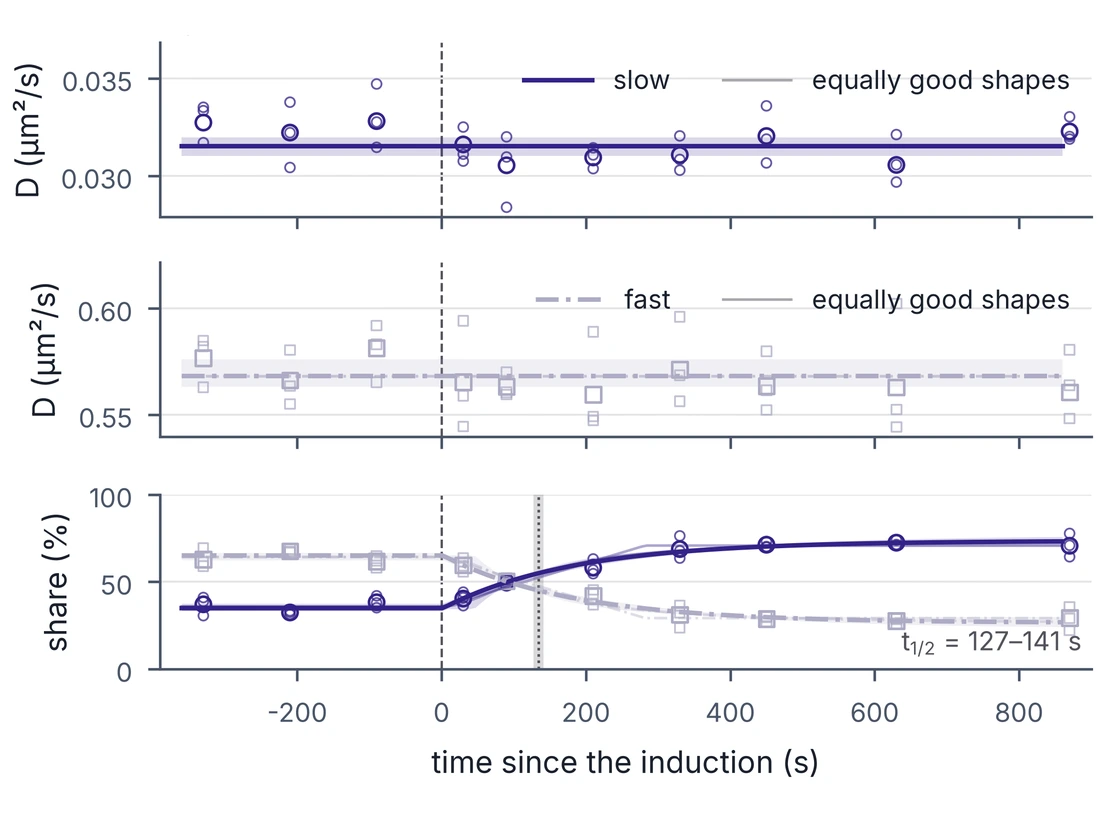 D (µm²/s)
0.035
0.030
slow
equally good shapes
D (µm²/s)
0.60
0.55
fast
equally good shapes
share (%)
100
50
0
t1/2 = 127–141 s
-200
0
200
400
600
800
time since the induction (s)